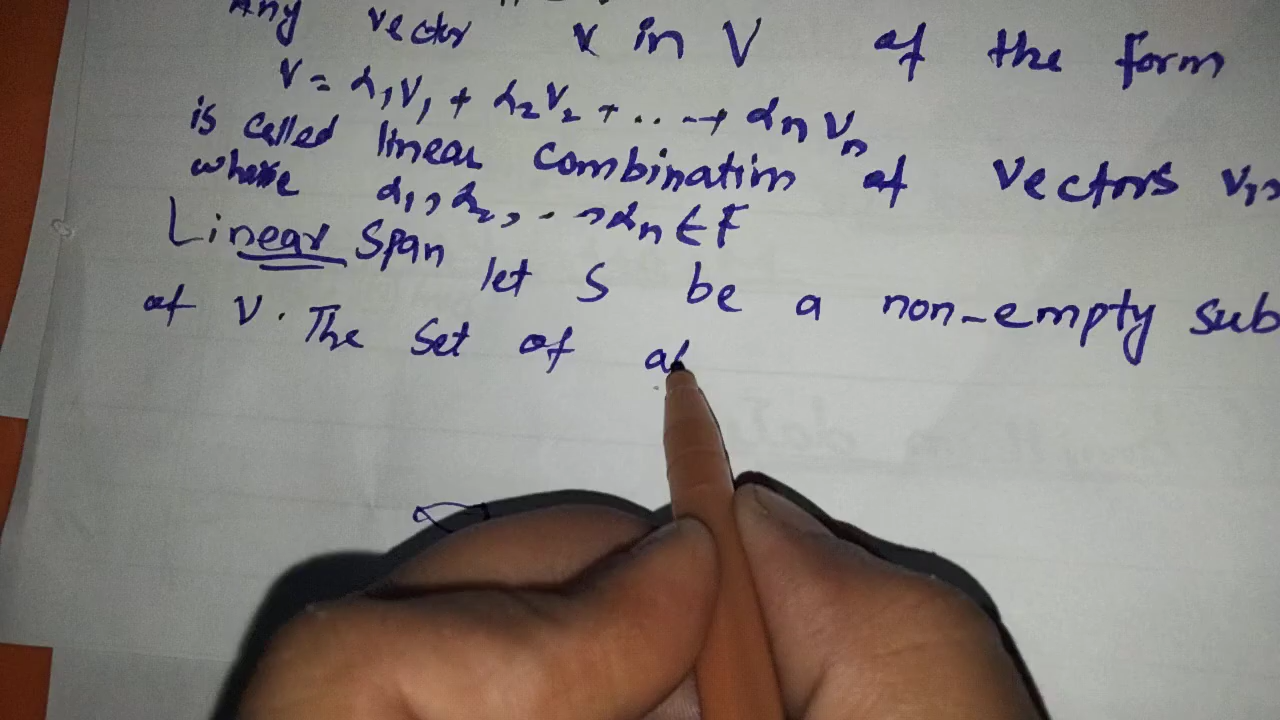 Any vector v in V of the form
V = α₁V₁ + α₂V₂ + ... → αₙVₙ
is called linear combination of vectors v₁,
where α₁, α₂, . . , αₙ ∈ F
Linear Span let S be a non-empty sub
of V. The set of al